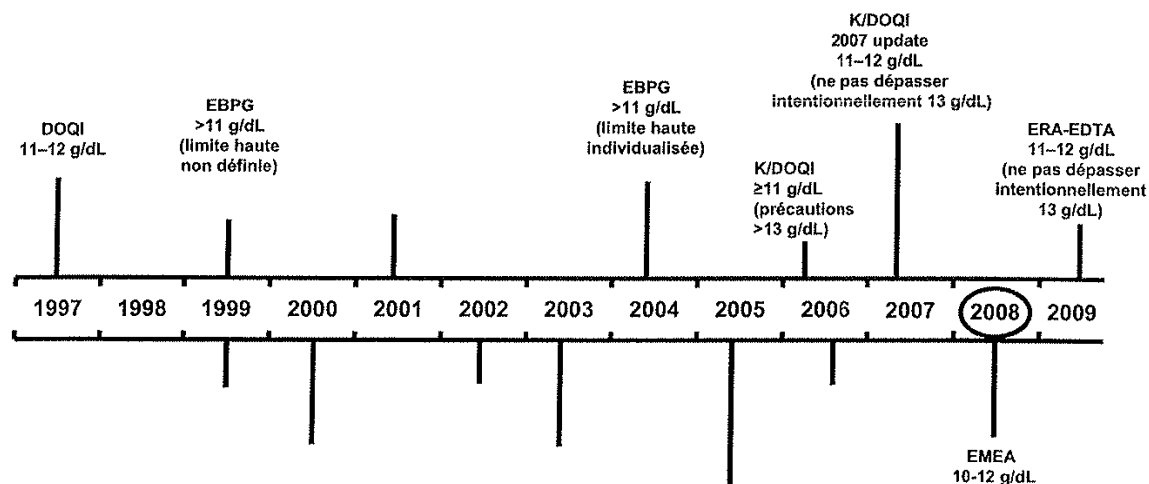 DOQI
11–12 g/dL
EBPG
>11 g/dL
(limite haute
non définie)
EBPG
>11 g/dL
(limite haute
individualisée)
K/DOQI
≥11 g/dL
(précautions
>13 g/dL)
K/DOQI
2007 update
11–12 g/dL
(ne pas dépasser
intentionnellement 13 g/dL)
ERA-EDTA
11–12 g/dL
(ne pas dépasser
intentionnellement
13 g/dL)
1997 1998 1999 2000 2001 2002 2003 2004 2005 2006 2007 2008 2009
EMEA
10-12 g/dL